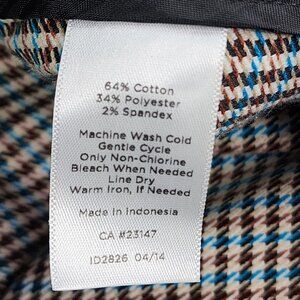 64% Cotton
34% Polyester
2% Spandex
Machine Wash Cold
Gentle Cycle
Only Non-Chlorine
Bleach When Needed
Line Dry
Warm Iron, If Needed
Made in Indonesia
CA #23147
ID2826 04/14